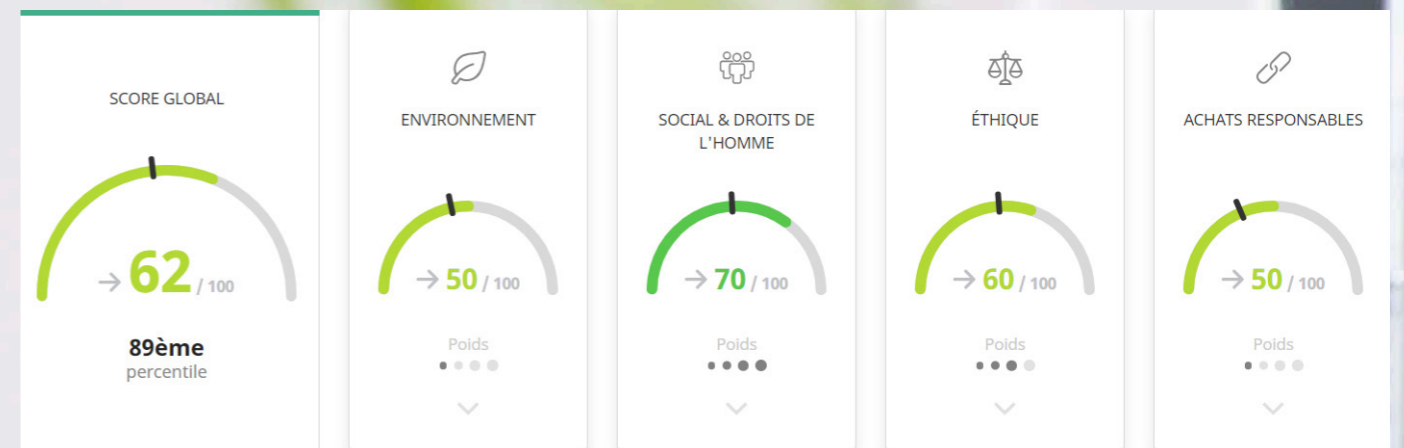 SCORE GLOBAL
→ 62 / 100
89ème
percentile
ENVIRONNEMENT
→ 50 / 100
Poids
SOCIAL & DROITS DE
L'HOMME
→ 70 / 100
Poids
ÉTHIQUE
→ 60 / 100
Poids
ACHATS RESPONSABLES
→ 50 / 100
Poids